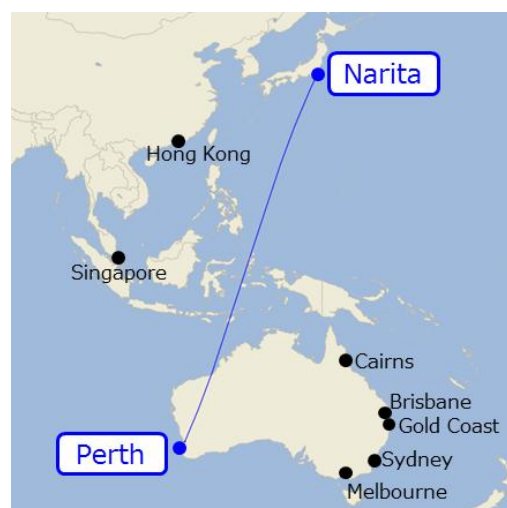 Narita
Hong Kong
Singapore
Cairns
Brisbane
Gold Coast
Perth
Sydney
Melbourne